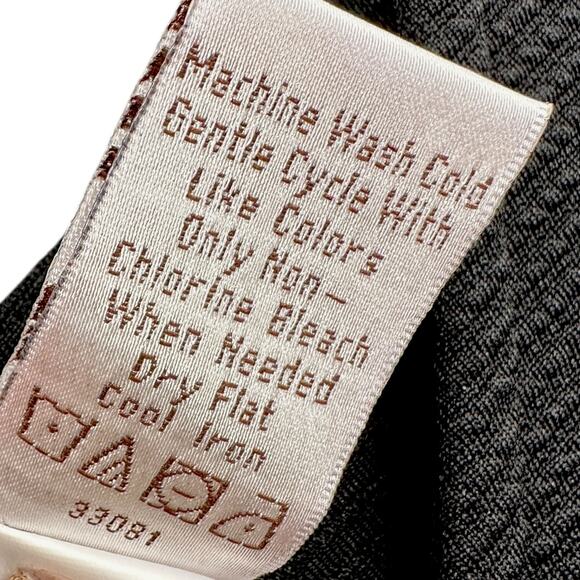 Machine Wash Cold
Gentle Cycle With
Like Colors
Only Non-
Chlorine Bleach
When Needed
Dry Flat
Cool Iron
33081